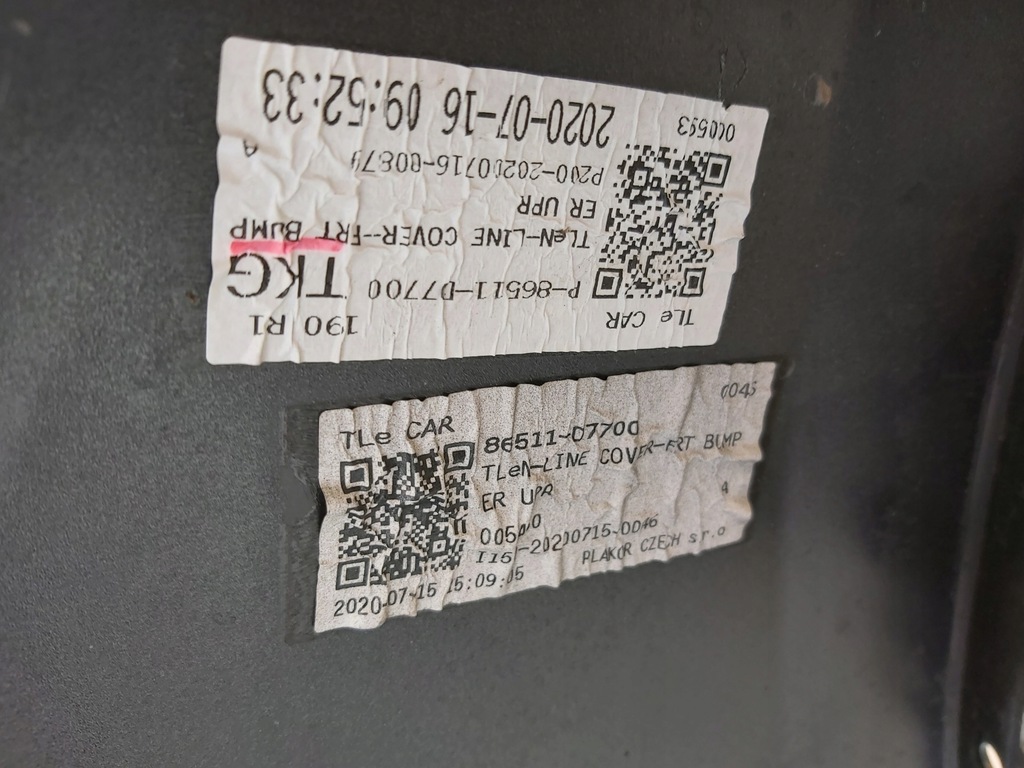 TLe CAR
190 R1
P-86511-D7700
TKG
TLeN-LINE COVER-FRT BUMP
ER UPR
P200-20200716-00879
A
000593
2020-07-16 09:52:33
TLe CAR
0045
86511-D7700
TLeN-LINE COVER-FRT BUMP
ER UPR
A
-20200715-0046
PLAKOR CZECH s.r.o
2020-07-15